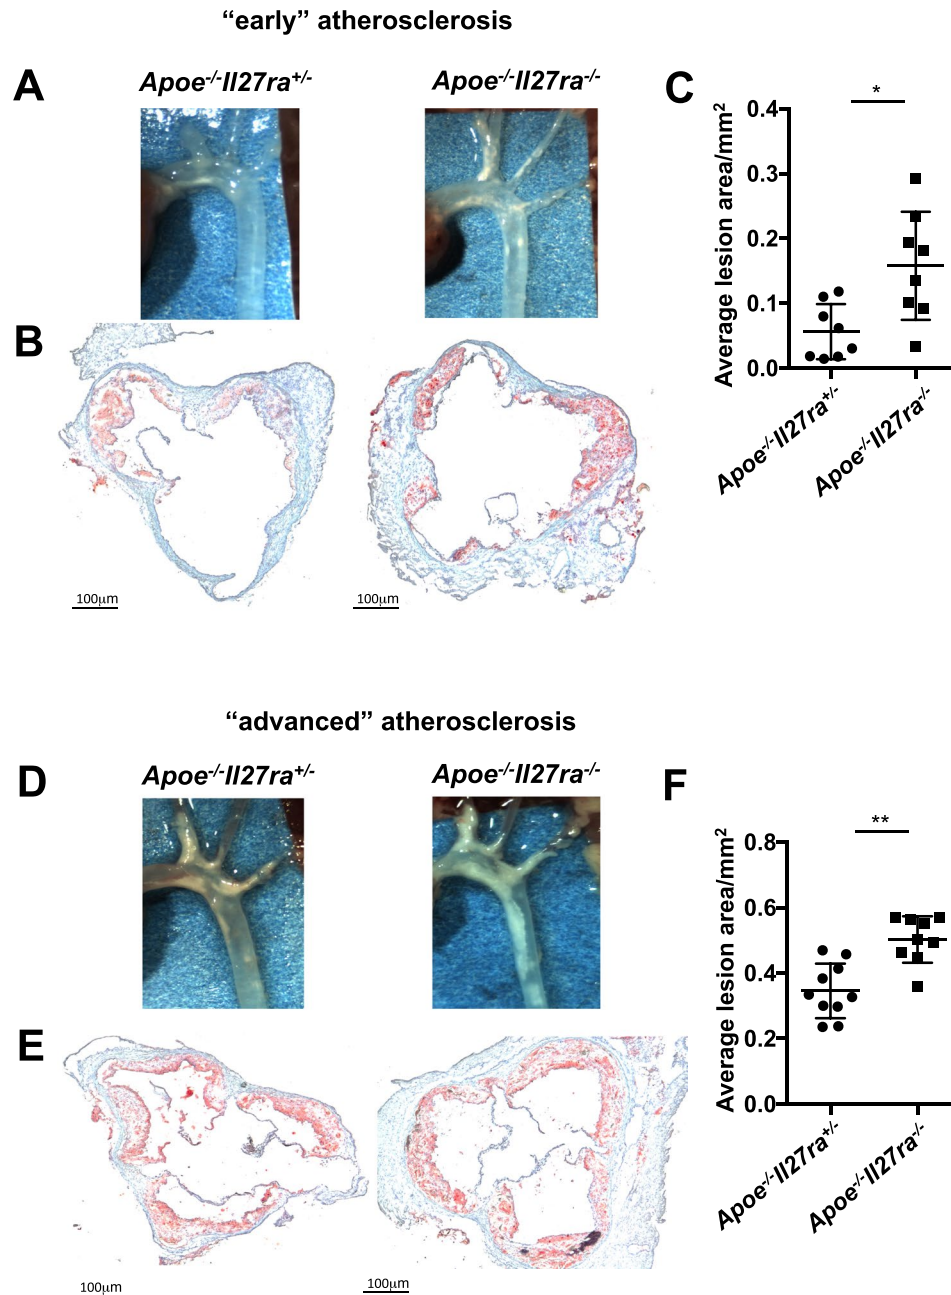 “early” atherosclerosis
A
Apoe-/-Il27ra+/-
Apoe-/-Il27ra-/-
C
*
Average lesion area/mm2
0.4
0.3
0.2
0.1
0.0
Apoe-/-Il27ra+/-
Apoe-/-Il27ra-/-
B
100μm
100μm
“advanced” atherosclerosis
D
Apoe-/-Il27ra+/-
Apoe-/-Il27ra-/-
F
**
Average lesion area/mm2
0.8
0.6
0.4
0.2
0.0
Apoe-/-Il27ra+/-
Apoe-/-Il27ra-/-
E
100μm
100μm